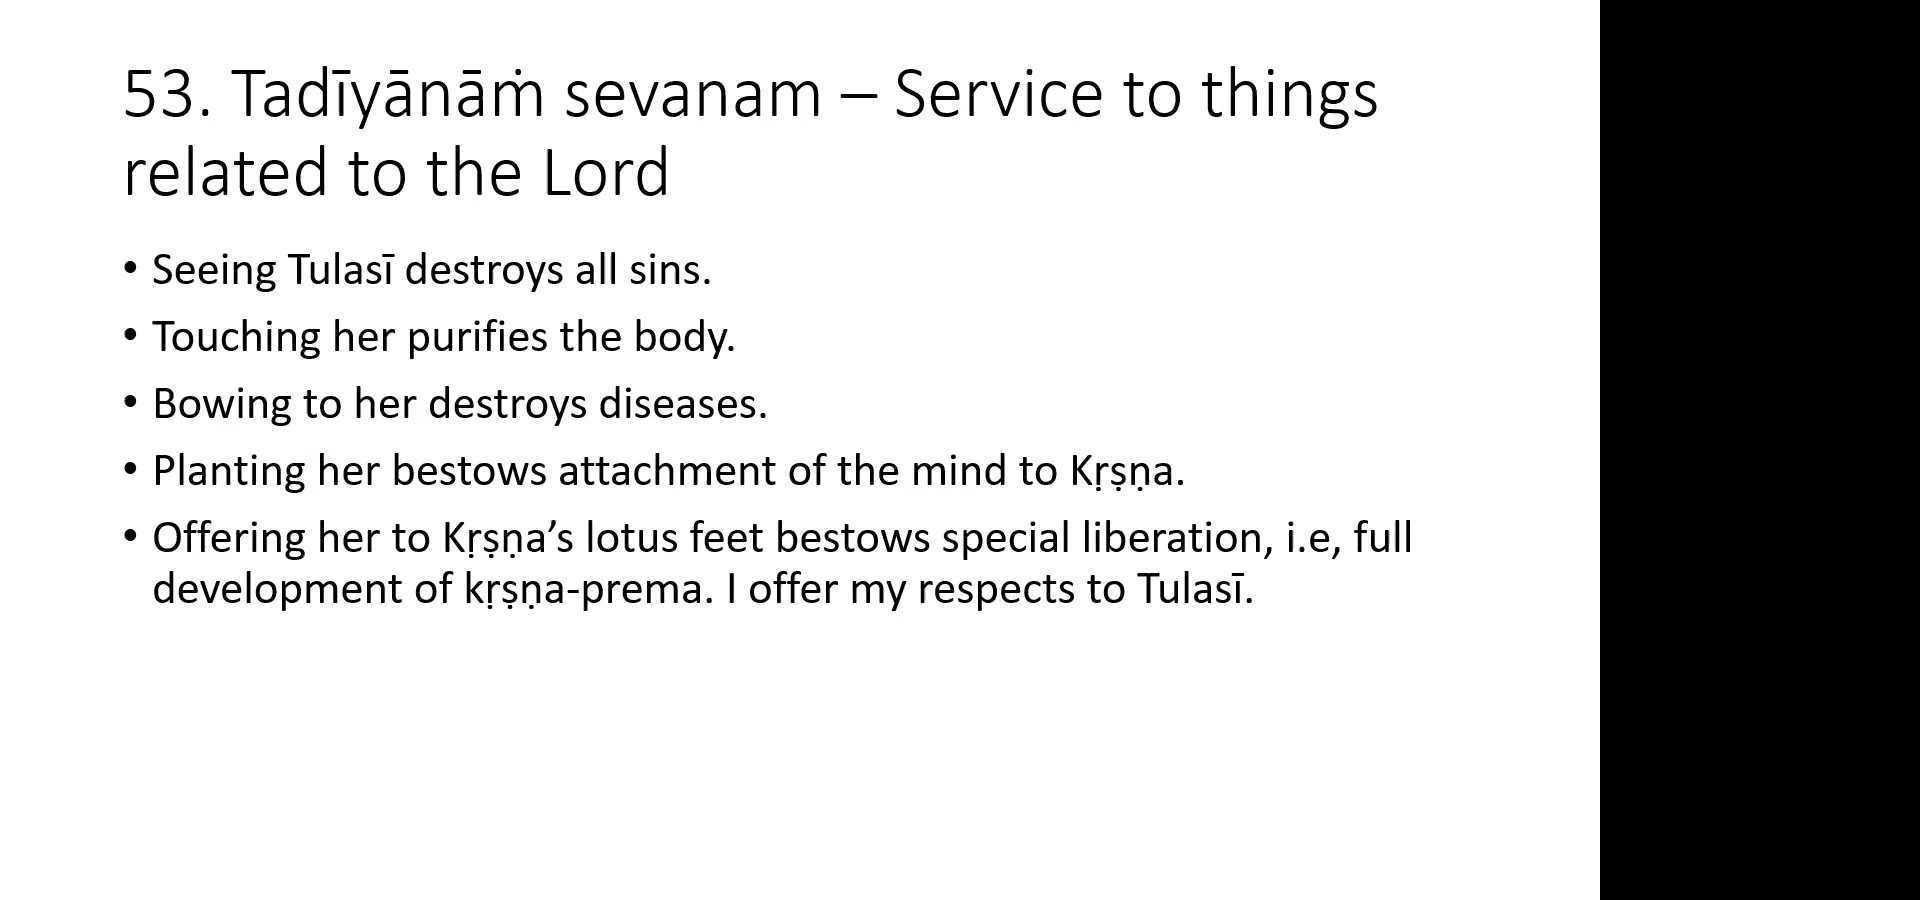 53. Tadīyānāṁ sevanam – Service to things
related to the Lord
• Seeing Tulasī destroys all sins.
• Touching her purifies the body.
• Bowing to her destroys diseases.
• Planting her bestows attachment of the mind to Kṛṣṇa.
• Offering her to Kṛṣṇa’s lotus feet bestows special liberation, i.e, full
development of kṛṣṇa-prema. I offer my respects to Tulasī.